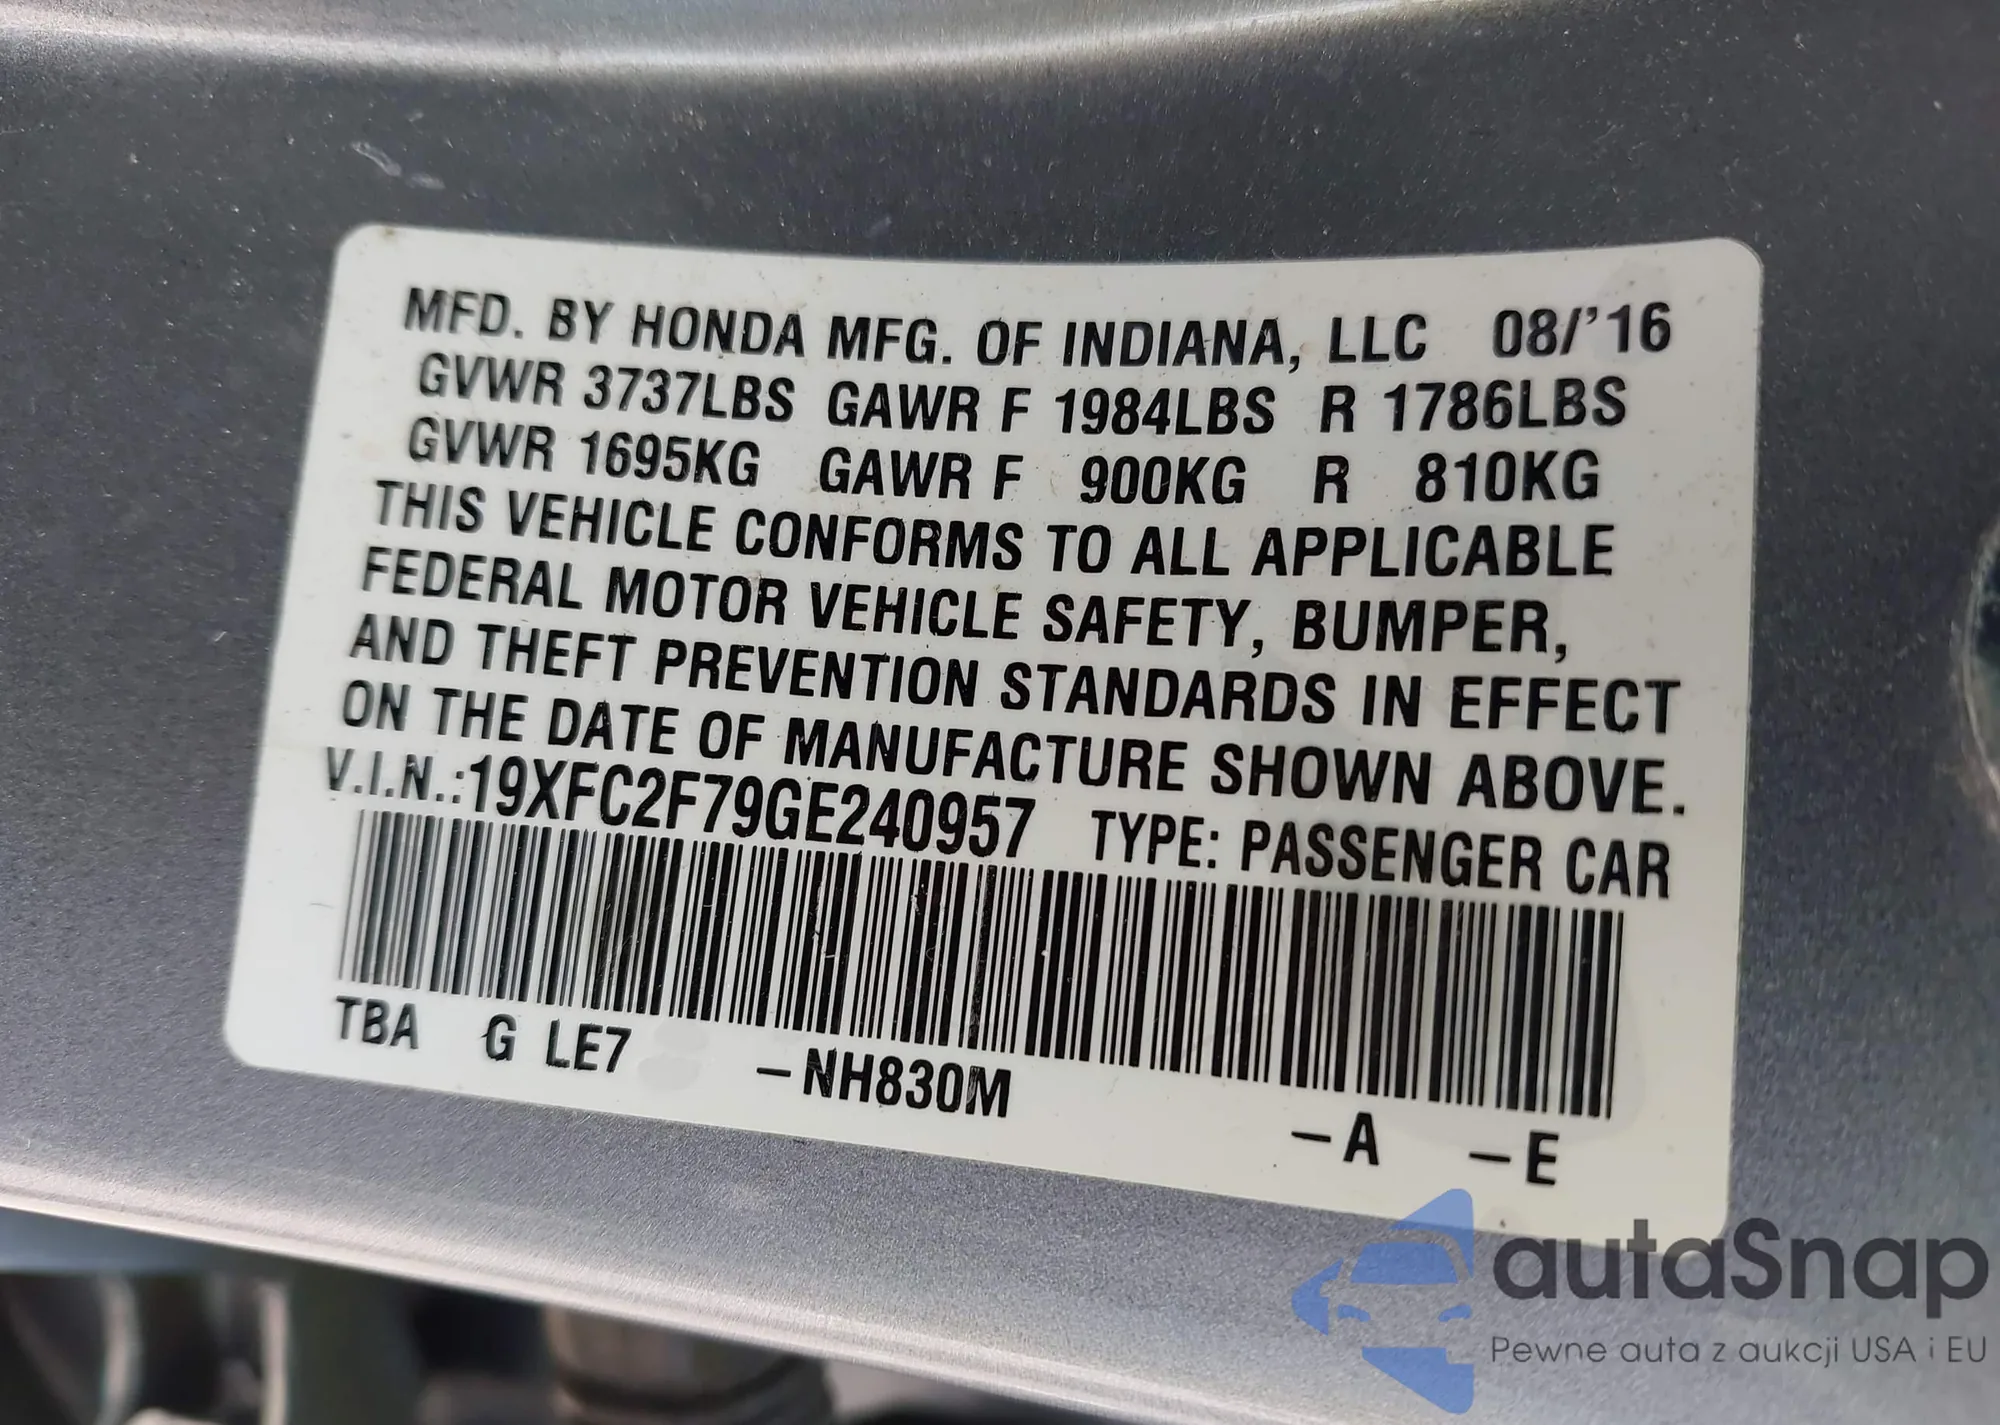 MFD. BY HONDA MFG. OF INDIANA, LLC 08/'16
GVWR 3737LBS GAWR F 1984LBS R 1786LBS
GVWR 1695KG GAWR F 900KG R 810KG
THIS VEHICLE CONFORMS TO ALL APPLICABLE
FEDERAL MOTOR VEHICLE SAFETY, BUMPER,
AND THEFT PREVENTION STANDARDS IN EFFECT
ON THE DATE OF MANUFACTURE SHOWN ABOVE.
V.I.N.:19XFC2F79GE240957 TYPE: PASSENGER CAR
TBA G LE7 –NH830M –A –E
autaSnap
Pewne auta z aukcji USA i EU